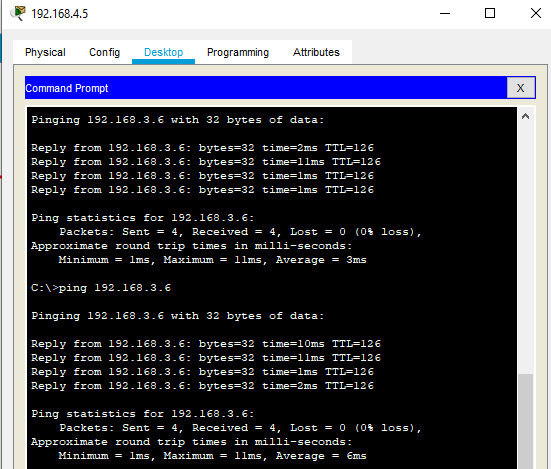 192.168.4.5
Physical Config Desktop Programming Attributes
Command Prompt X
Pinging 192.168.3.6 with 32 bytes of data:
Reply from 192.168.3.6: bytes=32 time=2ms TTL=126
Reply from 192.168.3.6: bytes=32 time=11ms TTL=126
Reply from 192.168.3.6: bytes=32 time=1ms TTL=126
Reply from 192.168.3.6: bytes=32 time=1ms TTL=126
Ping statistics for 192.168.3.6:
Packets: Sent = 4, Received = 4, Lost = 0 (0% loss),
Approximate round trip times in milli-seconds:
Minimum = 1ms, Maximum = 11ms, Average = 3ms
C:\>ping 192.168.3.6
Pinging 192.168.3.6 with 32 bytes of data:
Reply from 192.168.3.6: bytes=32 time=10ms TTL=126
Reply from 192.168.3.6: bytes=32 time=11ms TTL=126
Reply from 192.168.3.6: bytes=32 time=1ms TTL=126
Reply from 192.168.3.6: bytes=32 time=2ms TTL=126
Ping statistics for 192.168.3.6:
Packets: Sent = 4, Received = 4, Lost = 0 (0% loss),
Approximate round trip times in milli-seconds:
Minimum = 1ms, Maximum = 11ms, Average = 6ms